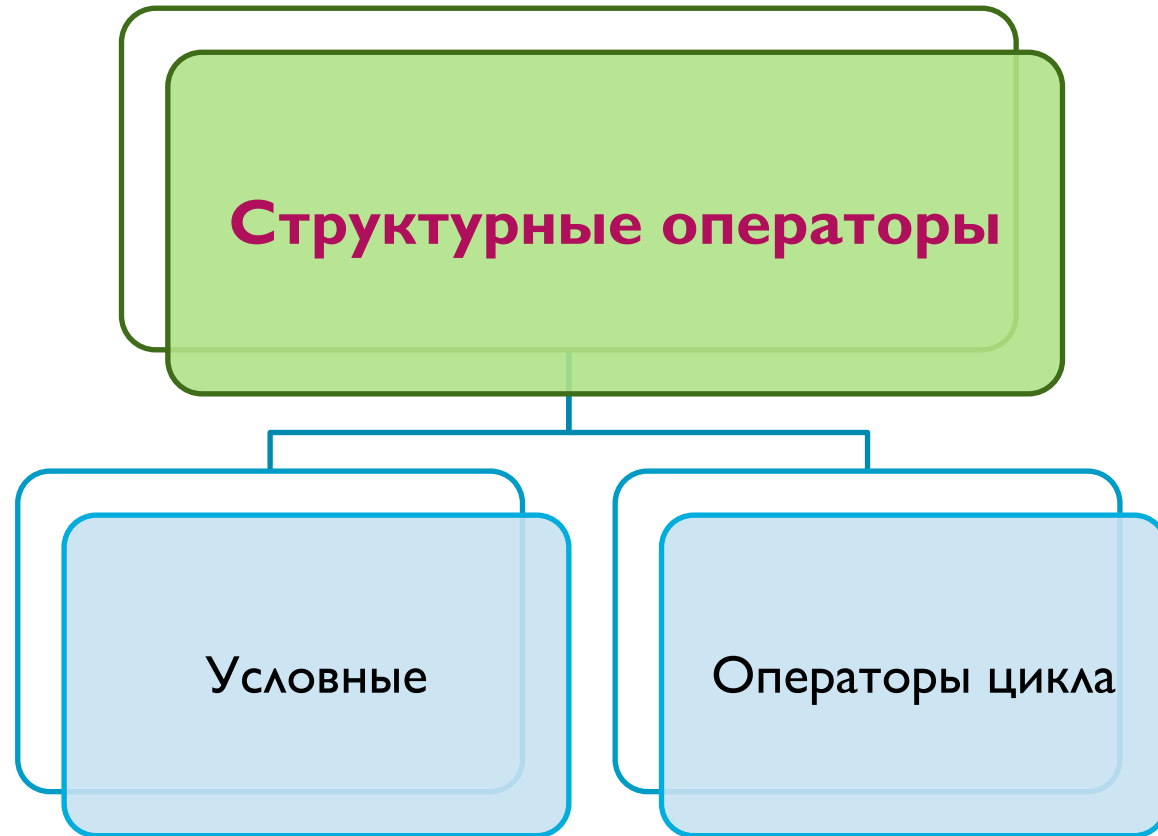 Структурные операторы
Условные
Операторы цикла